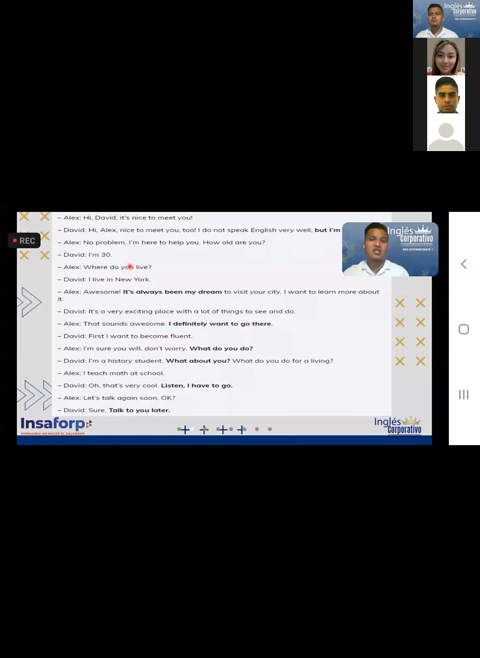 Inglés
Corporativo
PRE-INTERMEDIATE 1
– Alex: Hi, David, it's nice to meet you!
– David: Hi, Alex, nice to meet you, too! I do not speak English very well, but I'm
REC
– Alex: No problem. I'm here to help you. How old are you?
– David: I'm 30.
– Alex: Where do you live?
– David: I live in New York.
– Alex: Awesome! It's always been my dream to visit your city. I want to learn more about
it.
– David: It's a very exciting place with a lot of things to see and do.
– Alex: That sounds awesome. I definitely want to go there.
– David: First I want to become fluent.
– Alex: I'm sure you will, don't worry. What do you do?
– David: I'm a history student. What about you? What do you do for a living?
– Alex: I teach math at school.
– David: Oh, that's very cool. Listen, I have to go.
– Alex: Let's talk again soon, OK?
– David: Sure. Talk to you later.
Inglés
Corporativo
Insaforp
Inglés
Corporativo